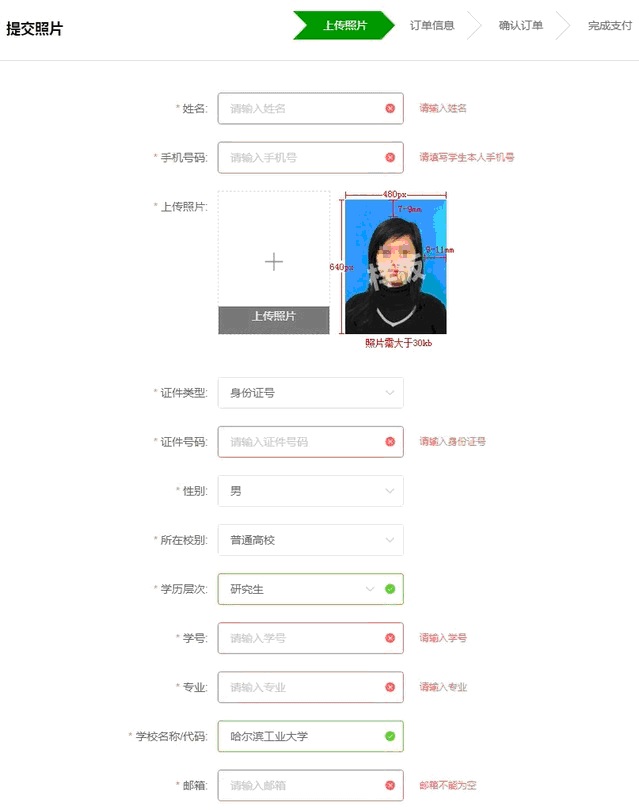 提交照片
上传照片 订单信息 确认订单 完成支付
* 姓名: 请输入姓名 请输入姓名
* 手机号码: 请输入手机号 请填写学生本人手机号
* 上传照片:
上传照片
480px
7-9mm
9-11mm
640px
样版
照片需大于30kb
* 证件类型: 身份证号
* 证件号码: 请输入证件号码 请输入身份证号
* 性别: 男
* 所在校别: 普通高校
* 学历层次: 研究生
* 学号: 请输入学号 请输入学号
* 专业: 请输入专业 请输入专业
* 学校名称/代码: 哈尔滨工业大学
* 邮箱: 请输入邮箱 邮箱不能为空